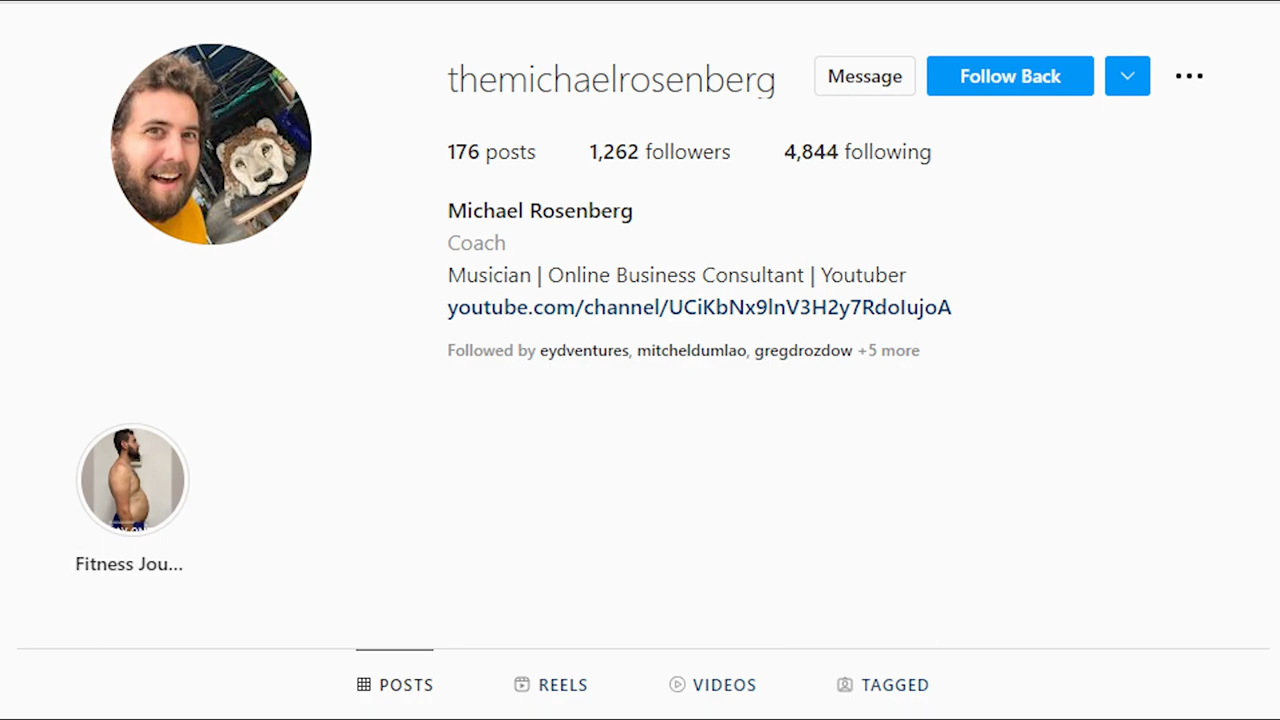 themichaelrosenberg Message Follow Back
176 posts 1,262 followers 4,844 following
Michael Rosenberg
Coach
Musician | Online Business Consultant | Youtuber
youtube.com/channel/UCiKbNx9lnV3H2y7RdoIujoA
Followed by eydventures, mitcheldumlao, gregdrozdow +5 more
Fitness Jou...
POSTS REELS VIDEOS TAGGED